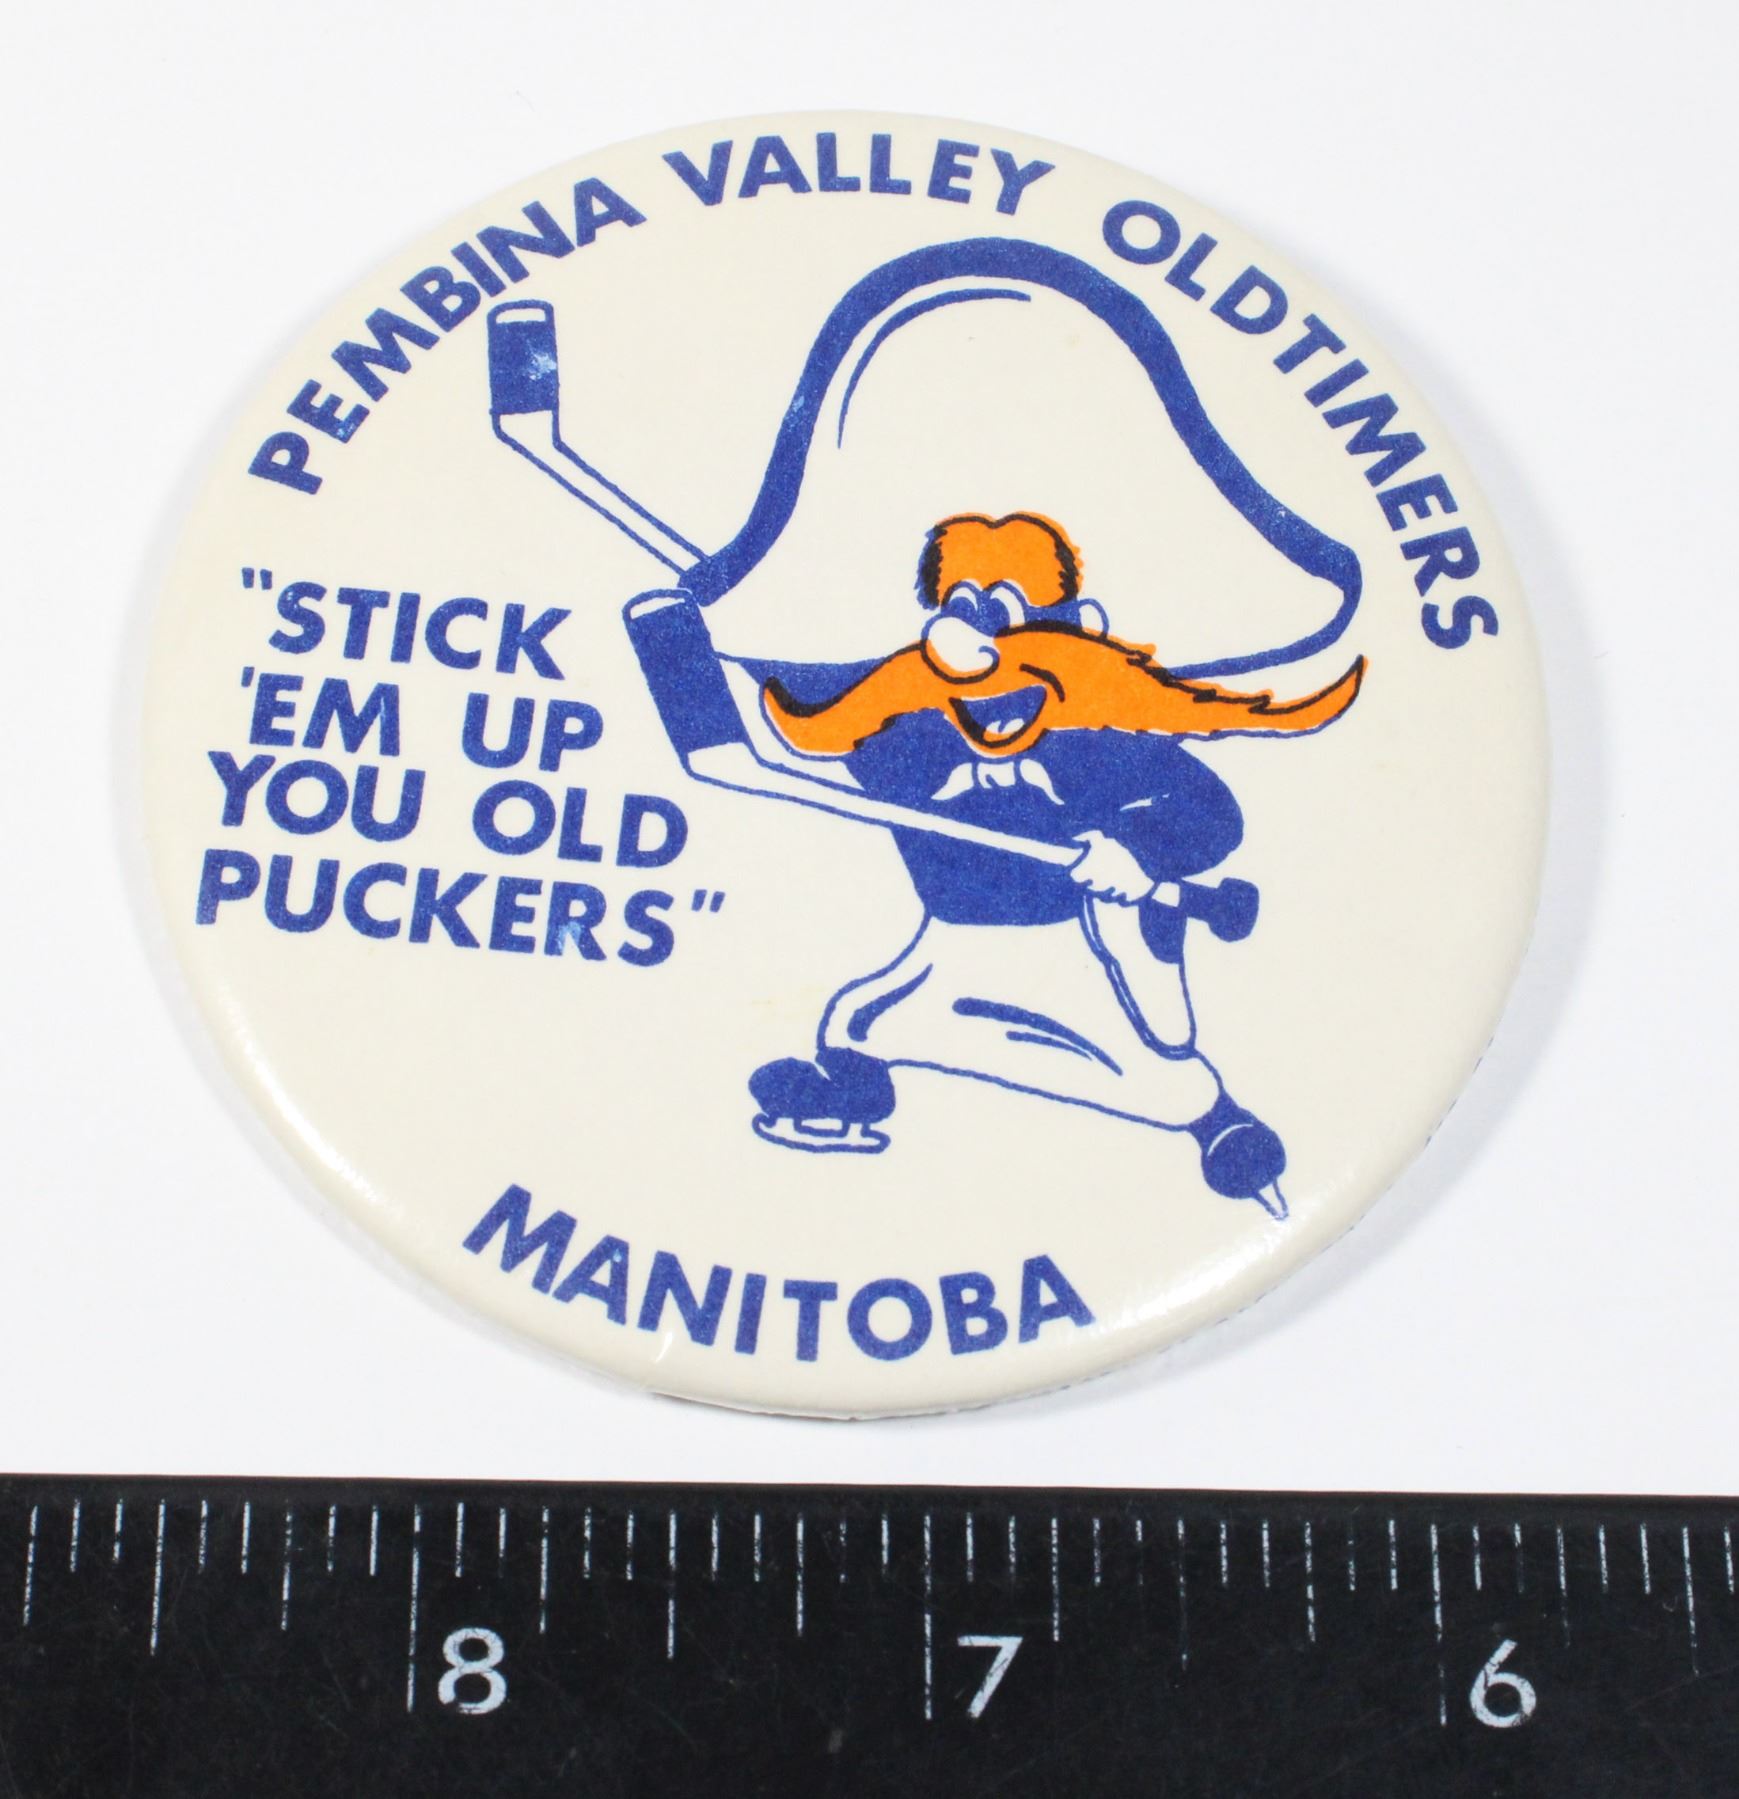 PEMBINA VALLEY OLDTIMERS
"STICK
'EM UP
YOU OLD
PUCKERS"
MANITOBA
8 7 6